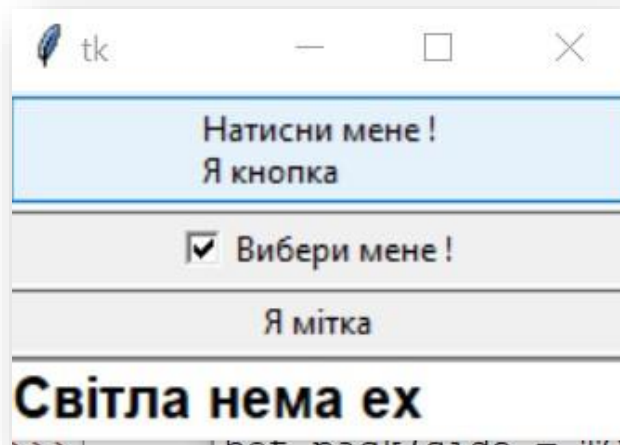 tk
Натисни мене !
Я кнопка
Вибери мене !
Я мітка
Світла нема ех